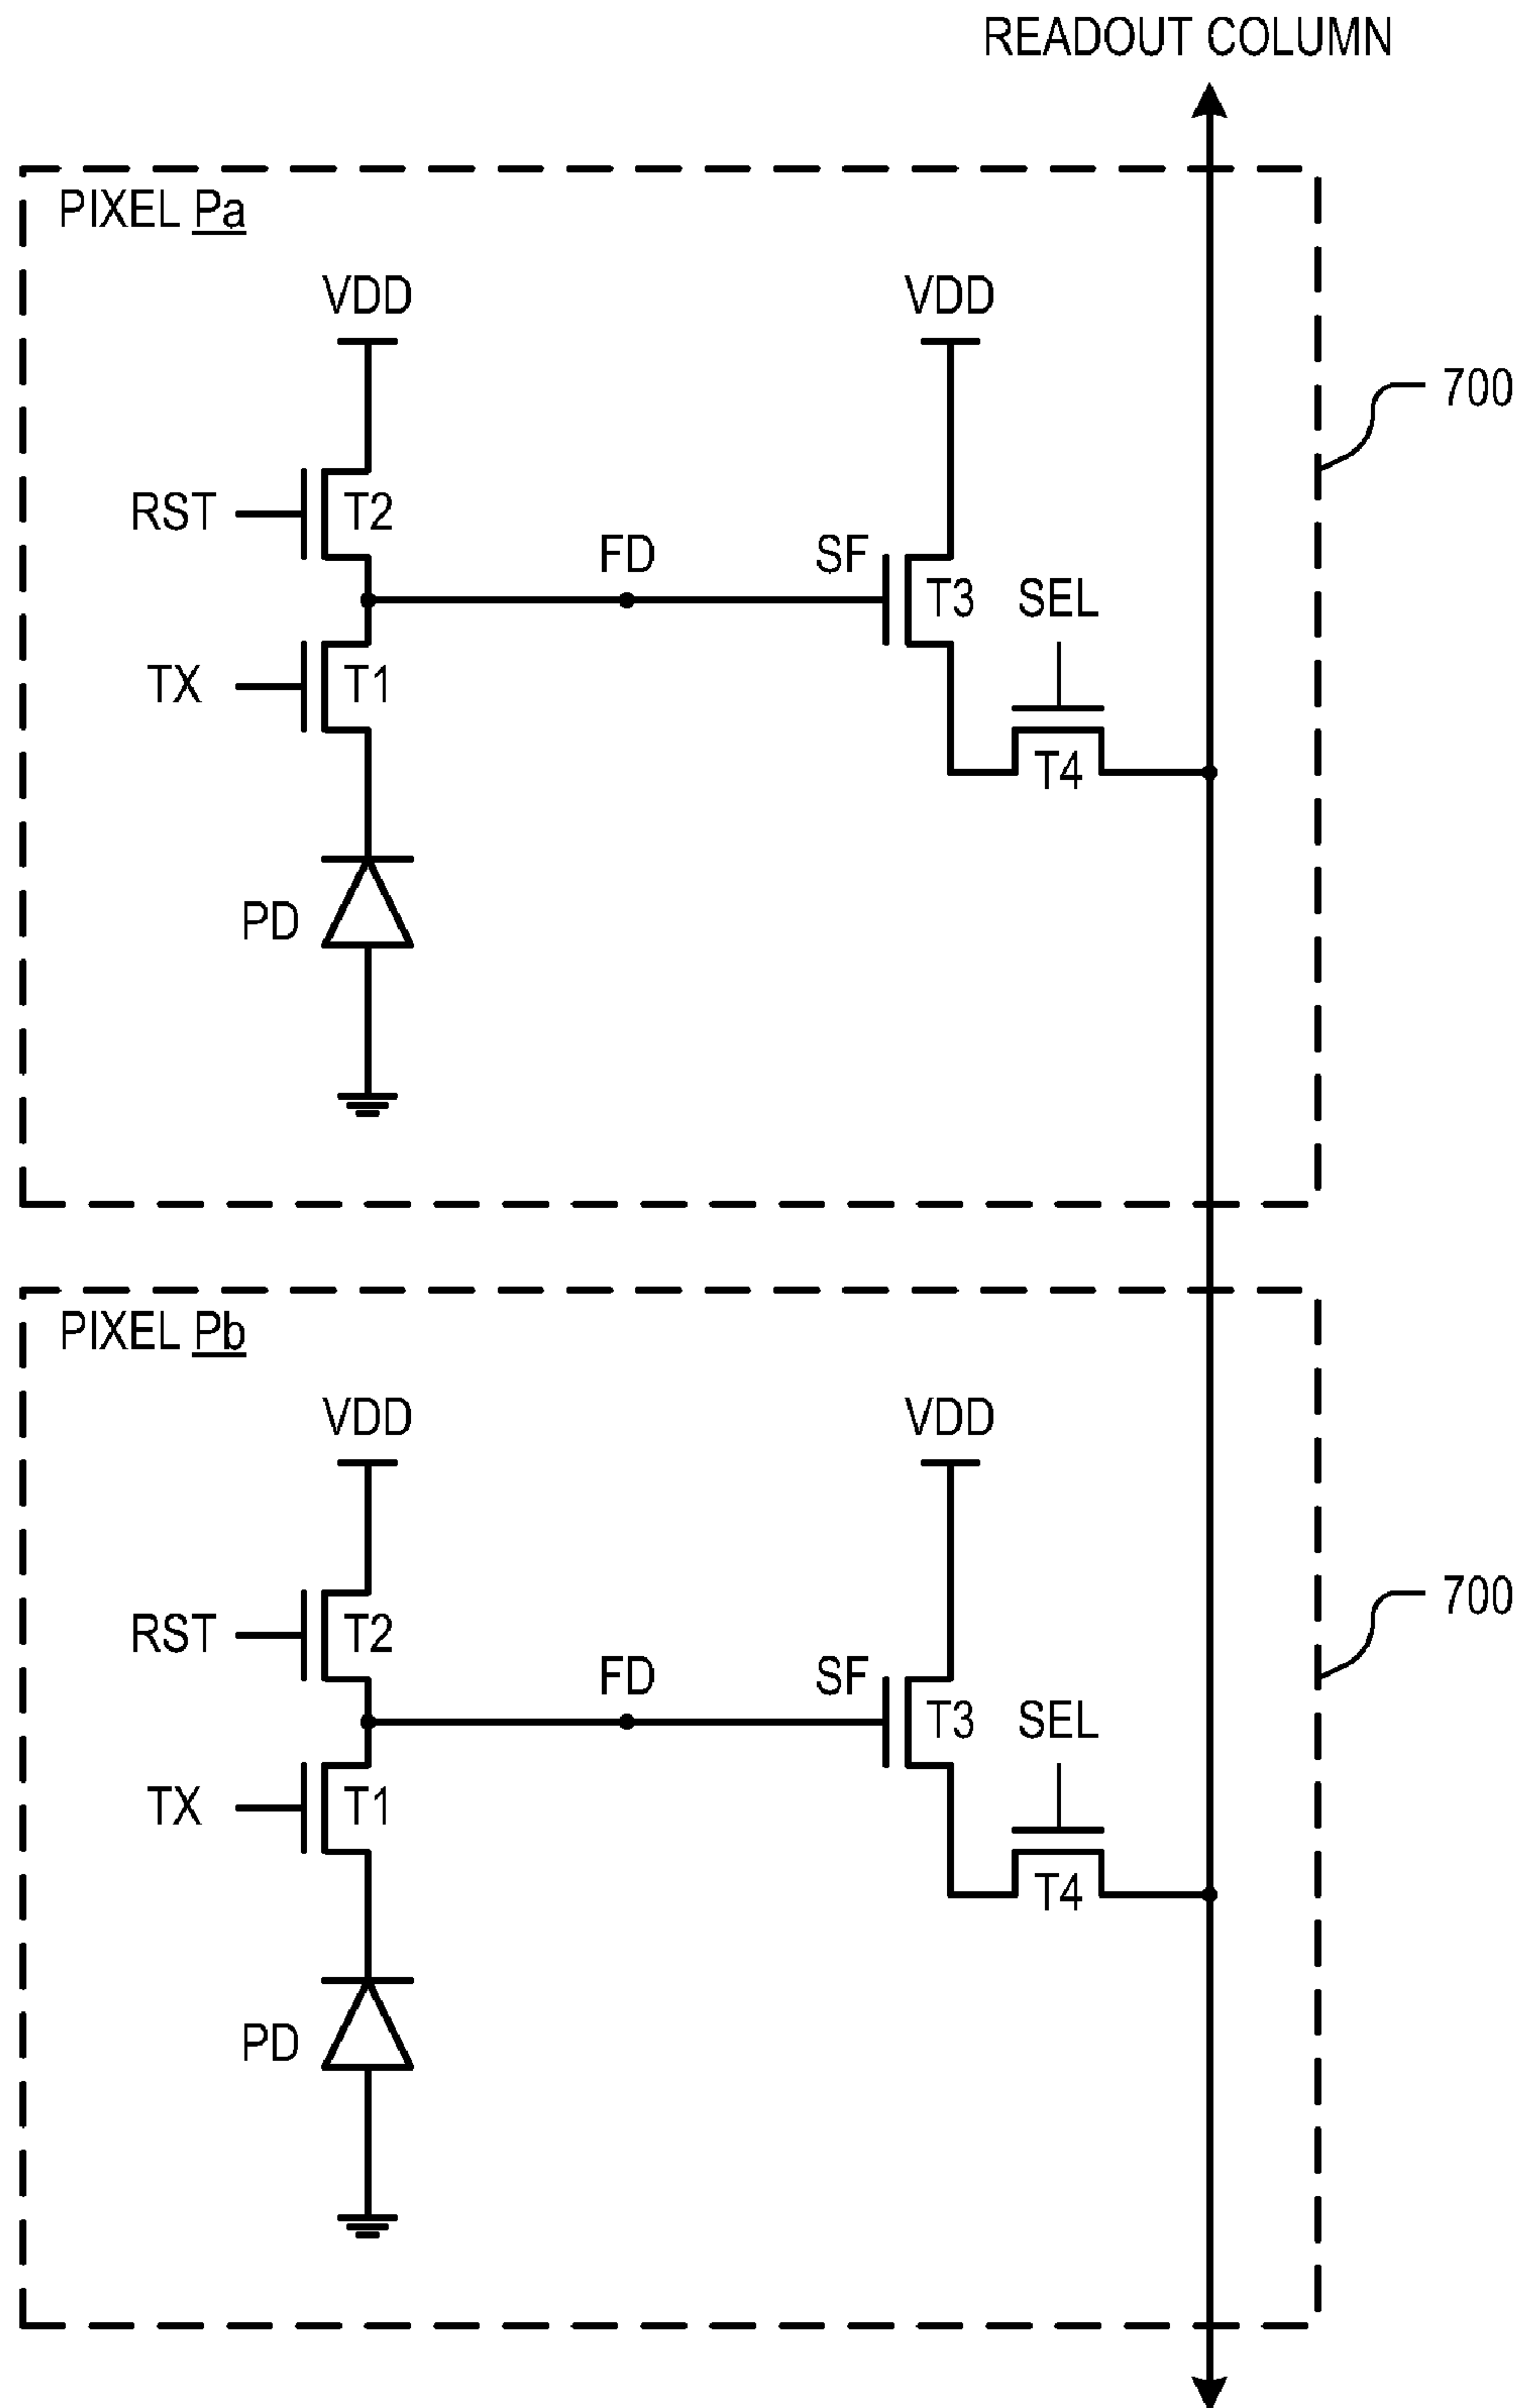 READOUT COLUMN
PIXEL Pa
VDD VDD
700
RST T2
FD SF T3 SEL
TX T1
T4
PD
PIXEL Pb
VDD VDD
700
RST T2
FD SF T3 SEL
TX T1
T4
PD